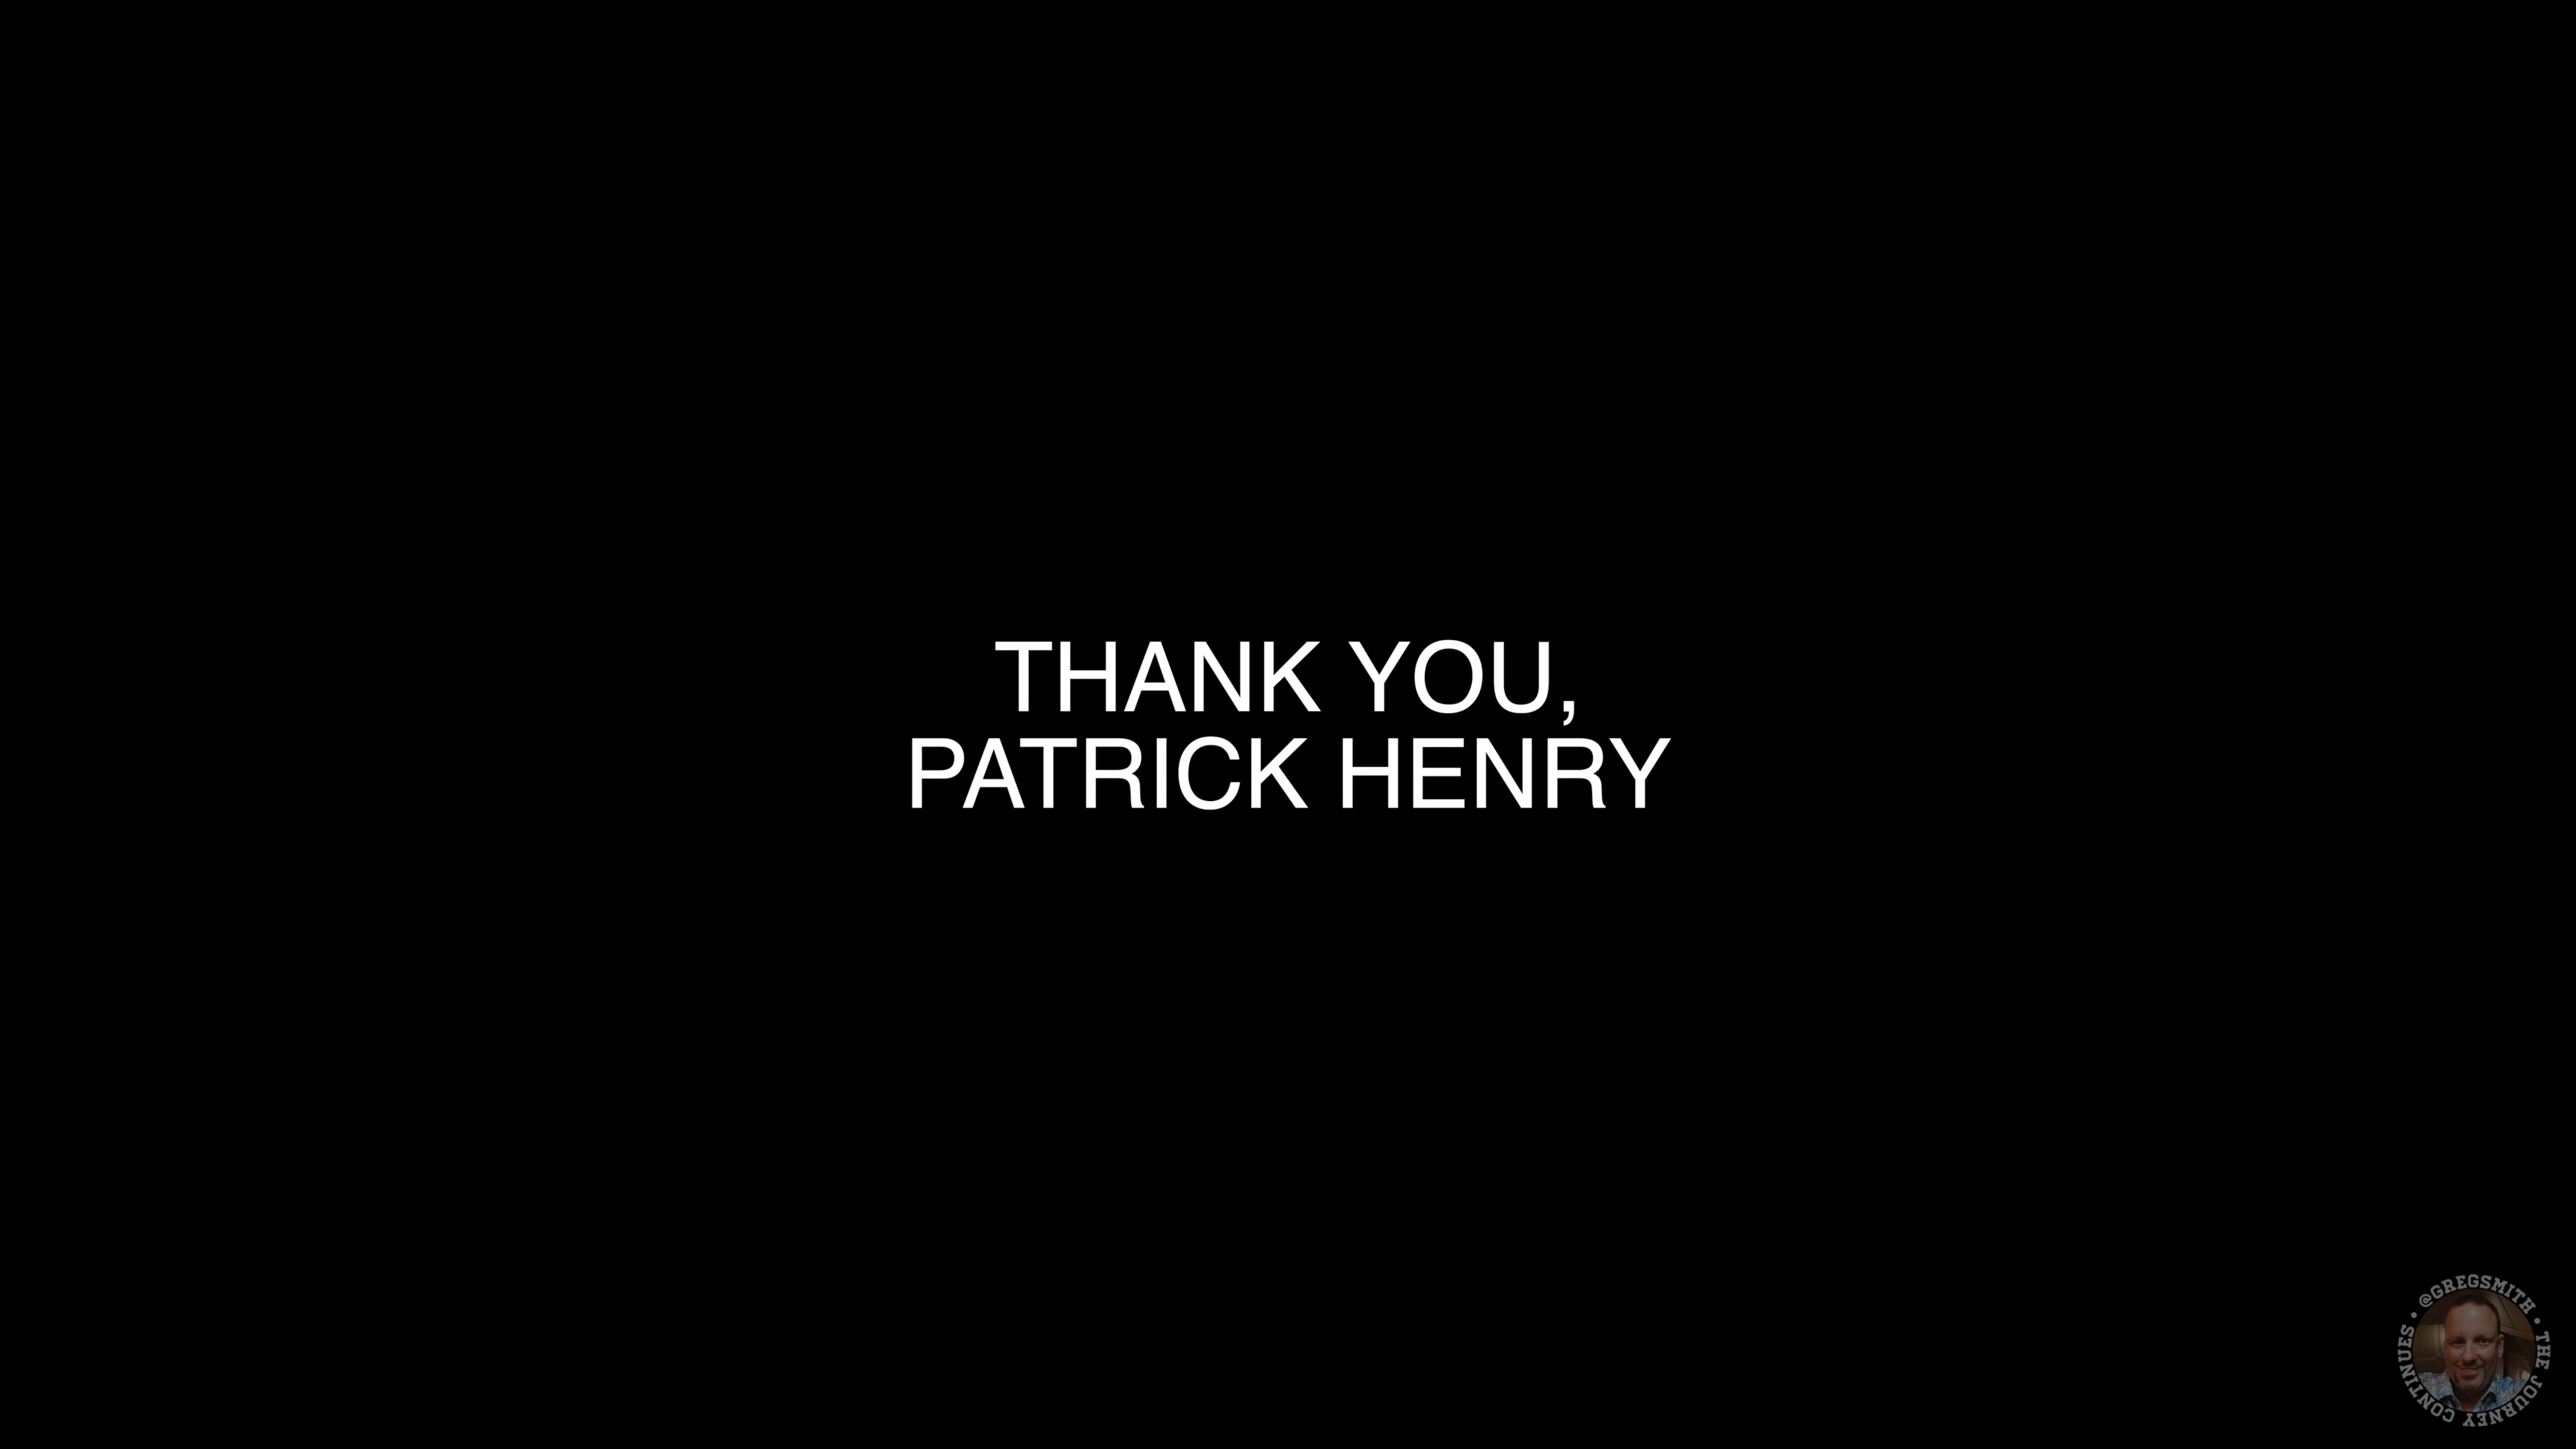 THANK YOU,
PATRICK HENRY
@GREGSMITH • THE JOURNEY CONTINUES •